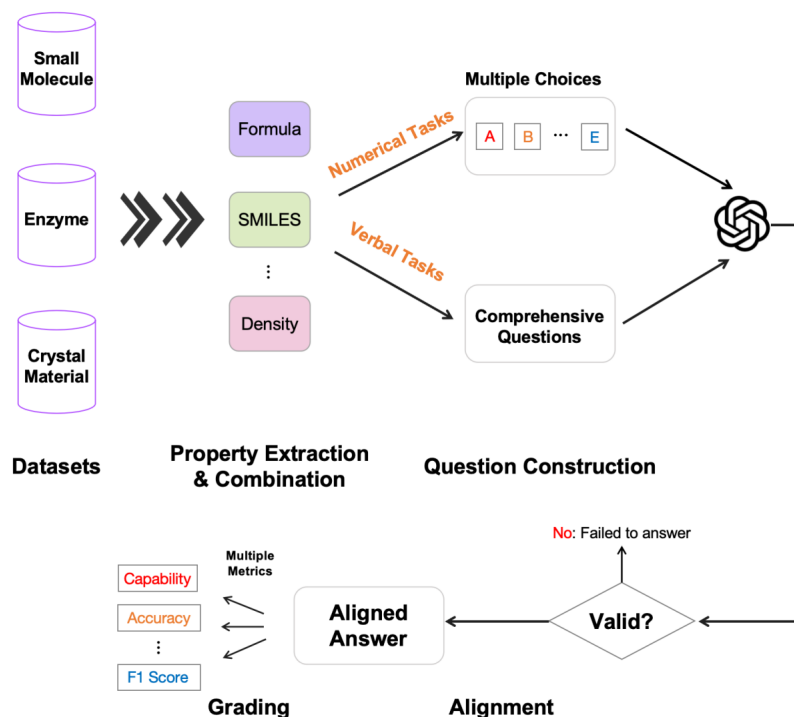 Small
Molecule
Enzyme
Crystal
Material
Formula
SMILES
⋮
Density
Numerical Tasks
Verbal Tasks
Multiple Choices
A B ··· E
Comprehensive
Questions
Datasets
Property Extraction
& Combination
Question Construction
No: Failed to answer
Valid?
Aligned
Answer
Multiple
Metrics
Capability
Accuracy
⋮
F1 Score
Grading
Alignment